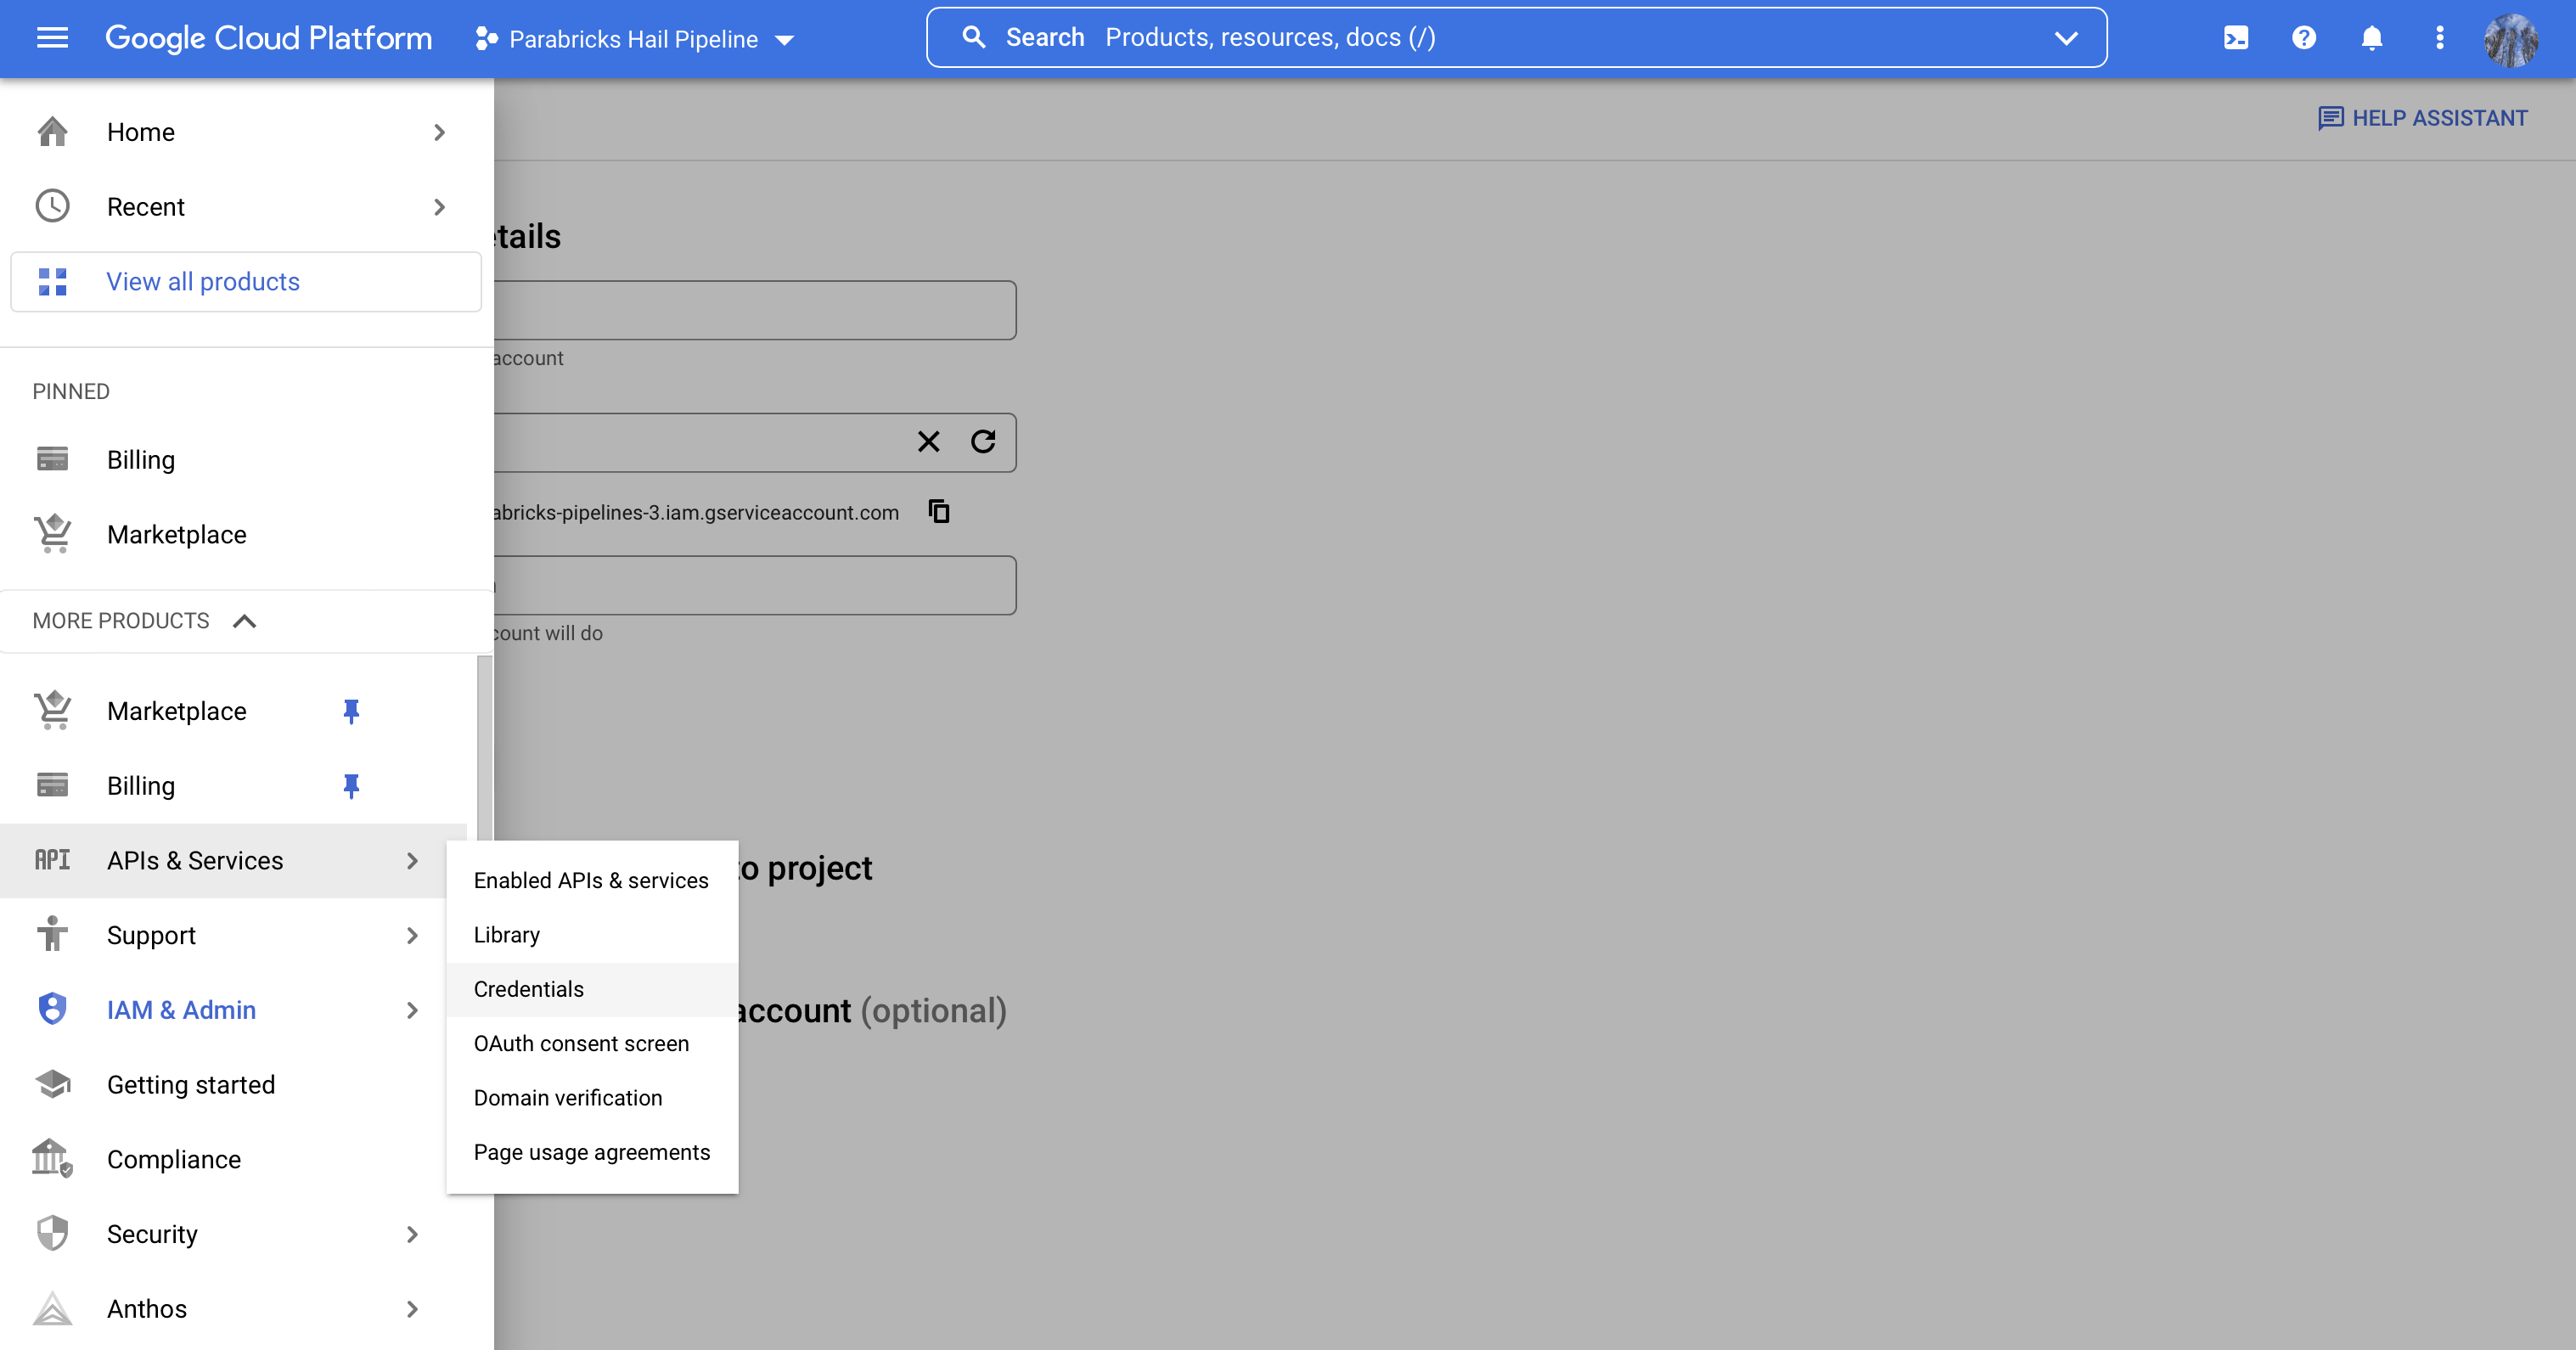 Google Cloud Platform
Parabricks Hail Pipeline
Search Products, resources, docs (/)
HELP ASSISTANT
Home
Recent
View all products
PINNED
Billing
Marketplace
MORE PRODUCTS
Marketplace
Billing
API APIs & Services
Support
IAM & Admin
Getting started
Compliance
Security
Anthos
Enabled APIs & services
Library
Credentials
OAuth consent screen
Domain verification
Page usage agreements
etails
account
abricks-pipelines-3.iam.gserviceaccount.com
count will do
to project
account (optional)